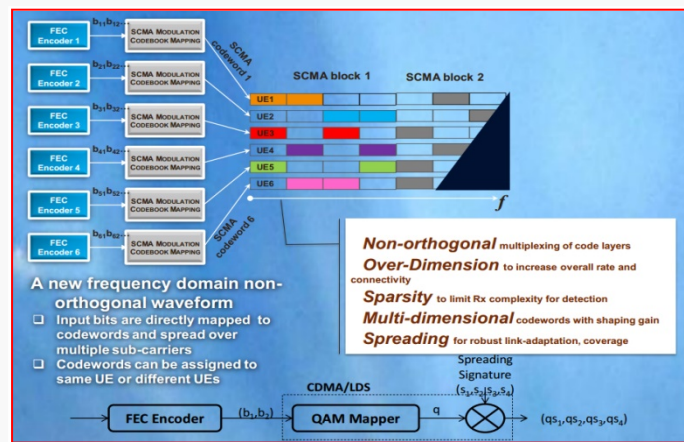 FEC Encoder 1
b11b12...
SCMA MODULATION CODEBOOK MAPPING
FEC Encoder 2
b21b22...
SCMA MODULATION CODEBOOK MAPPING
FEC Encoder 3
b31b32...
SCMA MODULATION CODEBOOK MAPPING
FEC Encoder 4
b41b42...
SCMA MODULATION CODEBOOK MAPPING
FEC Encoder 5
b51b52...
SCMA MODULATION CODEBOOK MAPPING
FEC Encoder 6
b61b62...
SCMA MODULATION CODEBOOK MAPPING
SCMA codeword 1
SCMA codeword 6
SCMA block 1
SCMA block 2
UE1
UE2
UE3
UE4
UE5
UE6
f
Non-orthogonal multiplexing of code layers
Over-Dimension to increase overall rate and
connectivity
Sparsity to limit Rx complexity for detection
Multi-dimensional codewords with shaping gain
Spreading for robust link-adaptation, coverage
A new frequency domain non-
orthogonal waveform
❑ Input bits are directly mapped to
codewords and spread over
multiple sub-carriers
❑ Codewords can be assigned to
same UE or different UEs
CDMA/LDS
Spreading
Signature
(s1,s2,s3,s4)
FEC Encoder
(b1,b2)
QAM Mapper
q
(qs1,qs2,qs3,qs4)